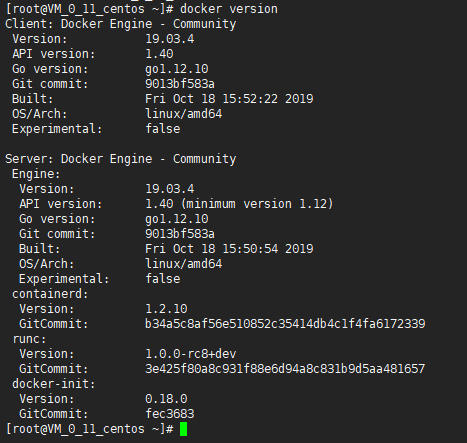 [root@VM_0_11_centos ~]# docker version
Client: Docker Engine - Community
 Version:           19.03.4
 API version:       1.40
 Go version:        go1.12.10
 Git commit:        9013bf583a
 Built:             Fri Oct 18 15:52:22 2019
 OS/Arch:           linux/amd64
 Experimental:      false

Server: Docker Engine - Community
 Engine:
  Version:          19.03.4
  API version:      1.40 (minimum version 1.12)
  Go version:       go1.12.10
  Git commit:       9013bf583a
  Built:            Fri Oct 18 15:50:54 2019
  OS/Arch:          linux/amd64
  Experimental:     false
 containerd:
  Version:          1.2.10
  GitCommit:        b34a5c8af56e510852c35414db4c1f4fa6172339
 runc:
  Version:          1.0.0-rc8+dev
  GitCommit:        3e425f80a8c931f88e6d94a8c831b9d5aa481657
 docker-init:
  Version:          0.18.0
  GitCommit:        fec3683
[root@VM_0_11_centos ~]#